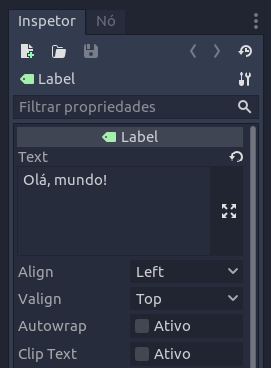 Inspetor Nó
Label
Filtrar propriedades
Label
Text
Olá, mundo!
Align Left
Valign Top
Autowrap Ativo
Clip Text Ativo